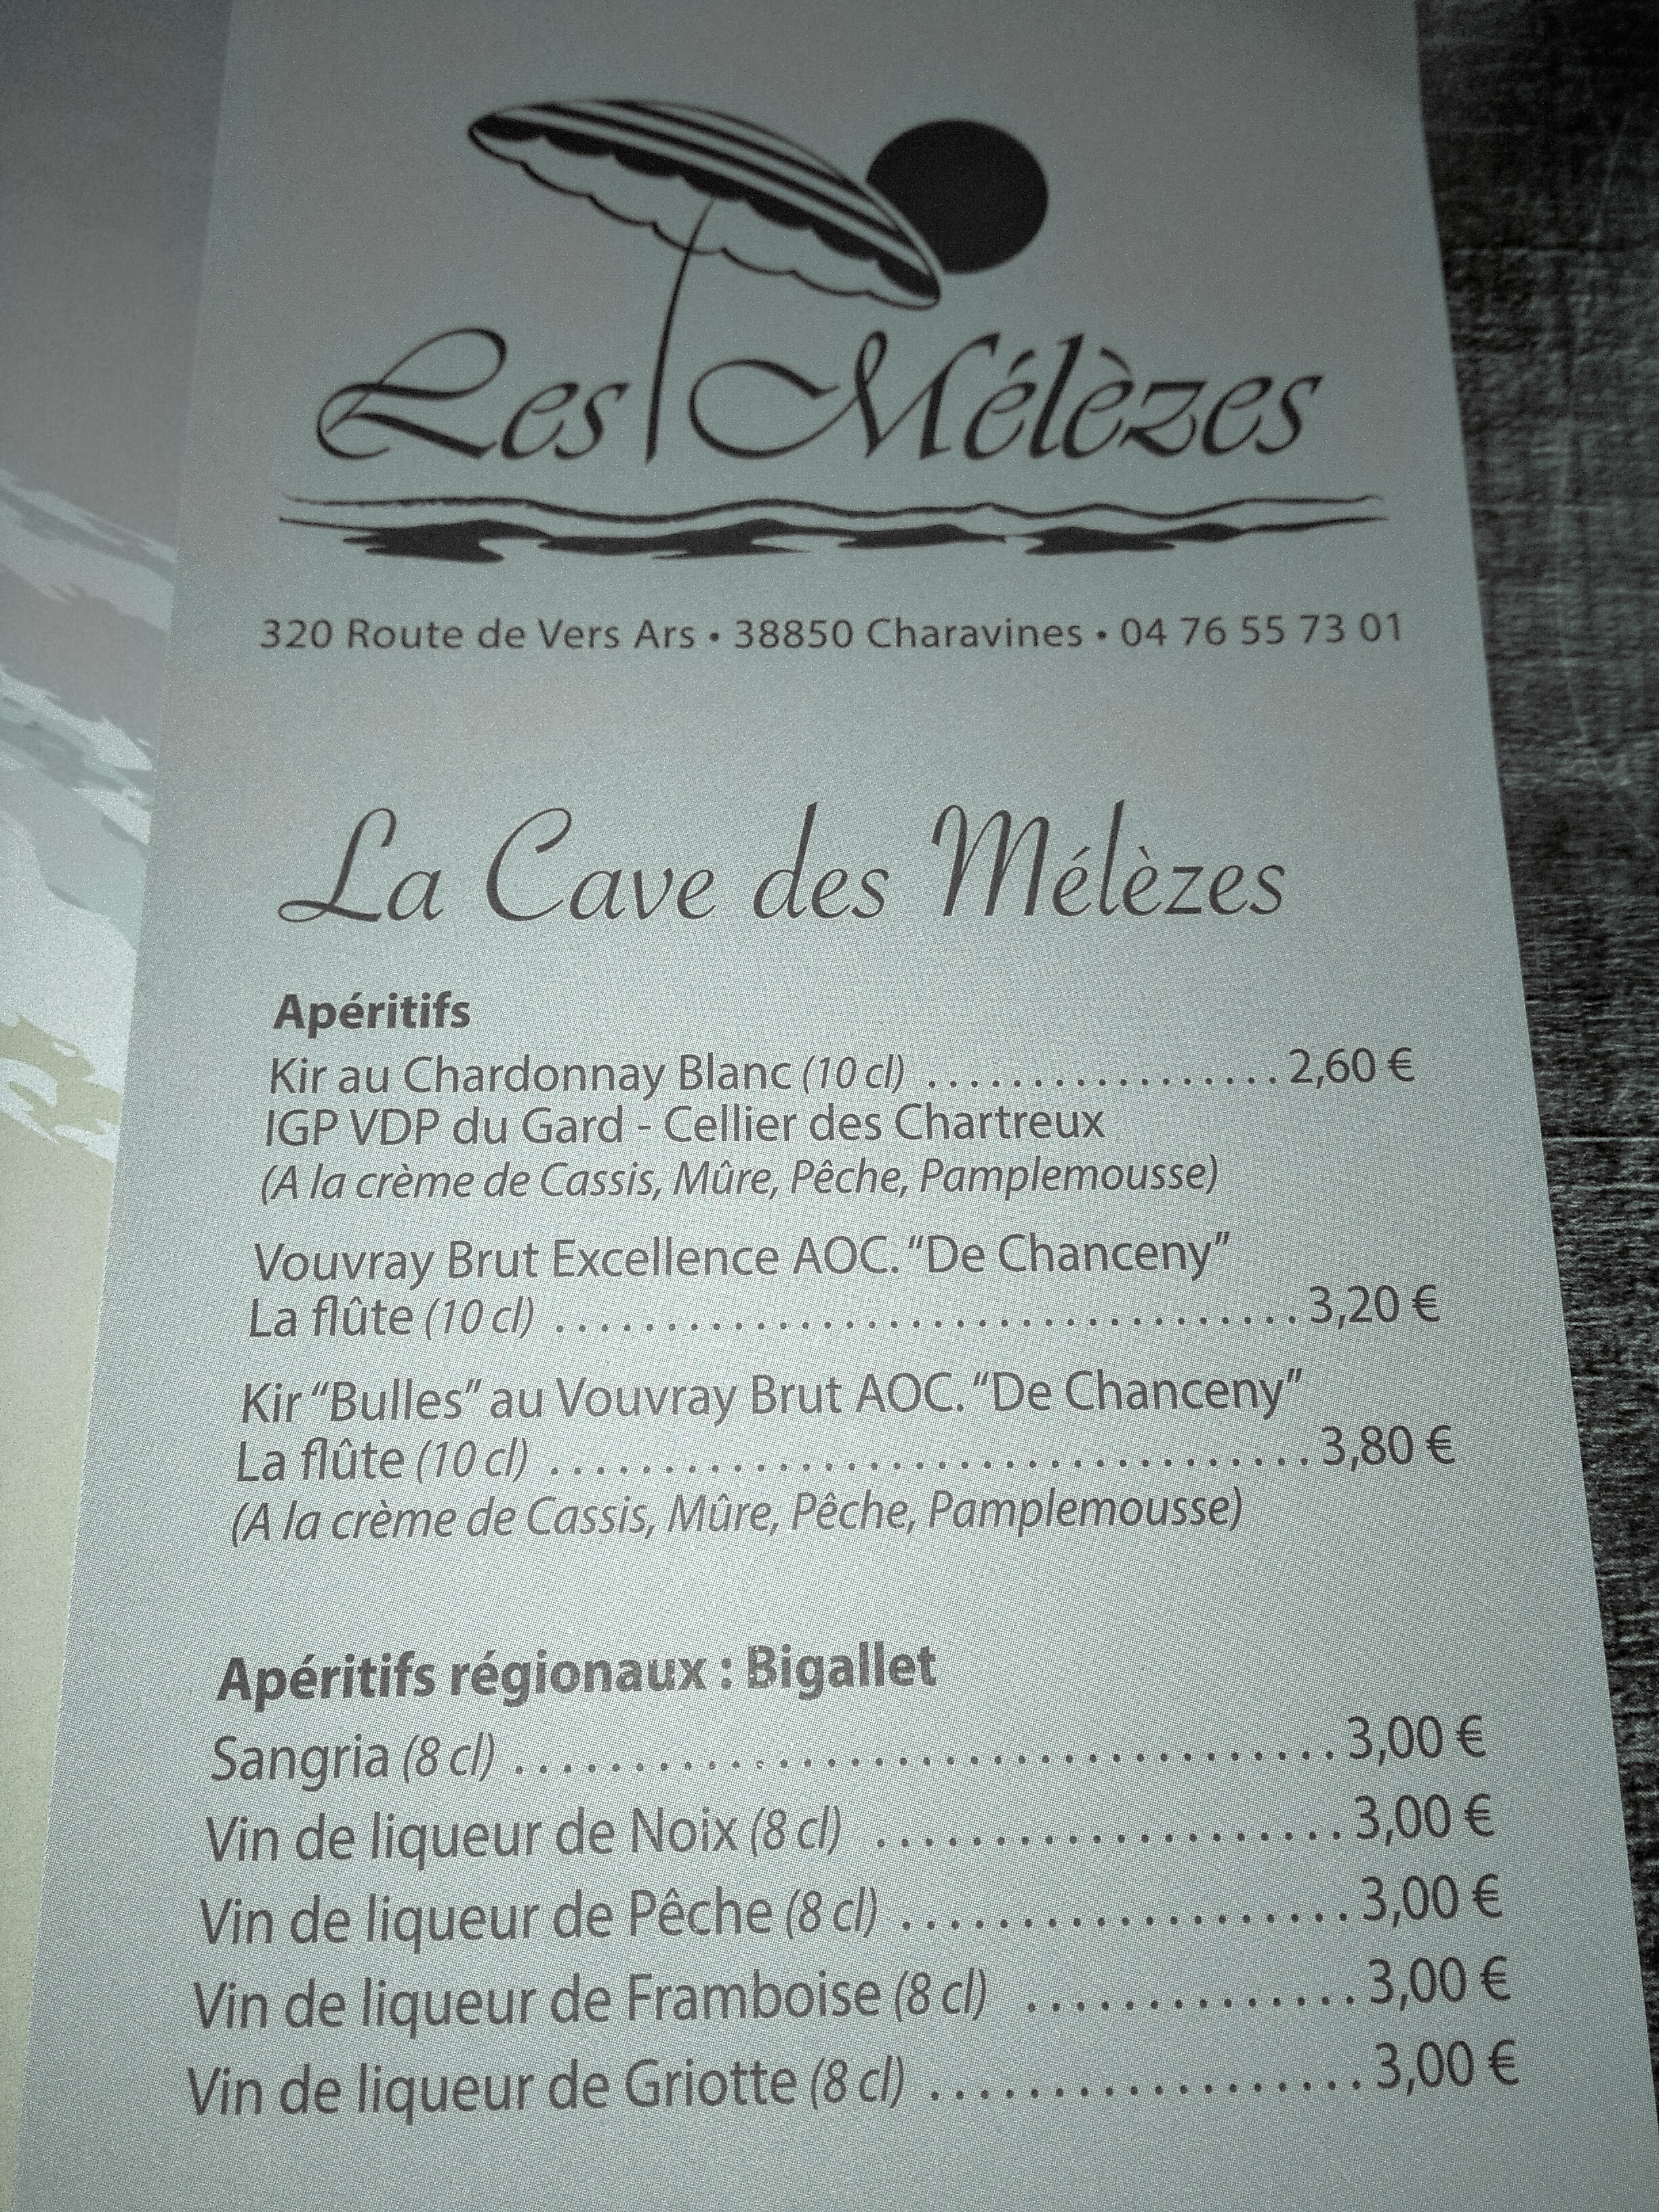 Les Mélèzes
320 Route de Vers Ars • 38850 Charavines • 04 76 55 73 01
La Cave des Mélèzes
Apéritifs
Kir au Chardonnay Blanc (10 cl) ................. 2,60 €
IGP VDP du Gard - Cellier des Chartreux
(A la crème de Cassis, Mûre, Pêche, Pamplemousse)
Vouvray Brut Excellence AOC. “De Chanceny”
La flûte (10 cl) .................................. 3,20 €
Kir “Bulles” au Vouvray Brut AOC. “De Chanceny”
La flûte (10 cl) .................................. 3,80 €
(A la crème de Cassis, Mûre, Pêche, Pamplemousse)
Apéritifs régionaux : Bigallet
Sangria (8 cl) .................................. 3,00 €
Vin de liqueur de Noix (8 cl) .................... 3,00 €
Vin de liqueur de Pêche (8 cl) ................... 3,00 €
Vin de liqueur de Framboise (8 cl) .............. 3,00 €
Vin de liqueur de Griotte (8 cl) .................. 3,00 €